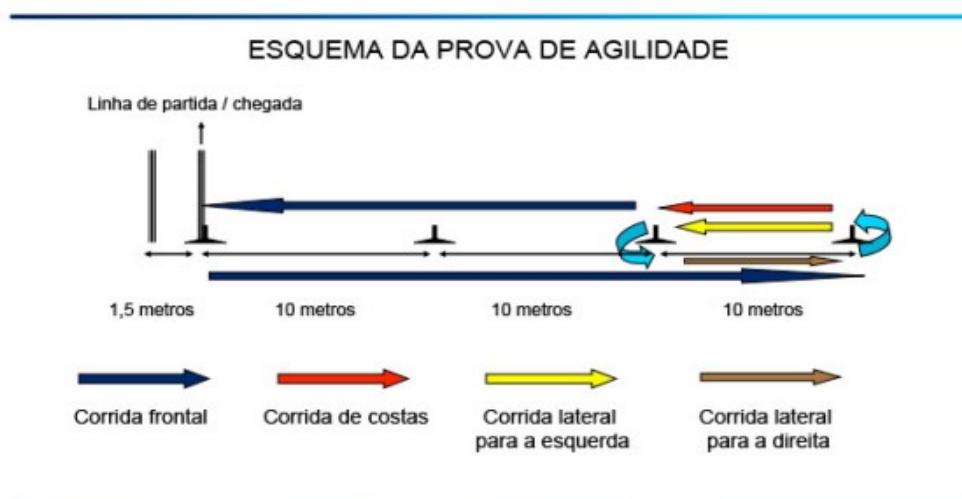 ESQUEMA DA PROVA DE AGILIDADE
Linha de partida / chegada
1,5 metros
10 metros
10 metros
10 metros
Corrida frontal
Corrida de costas
Corrida lateral
para a esquerda
Corrida lateral
para a direita